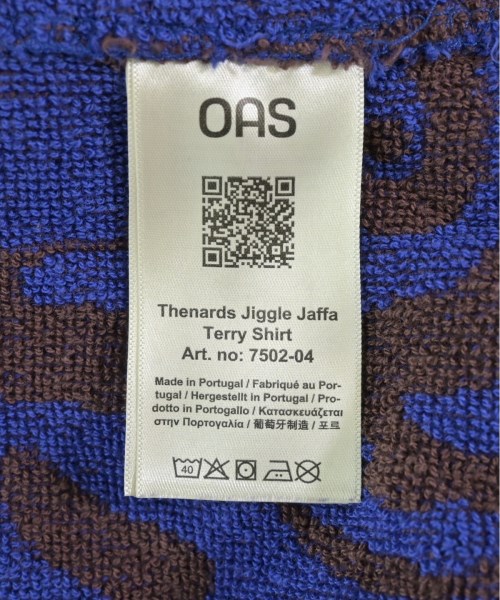 OAS
Thenards Jiggle Jaffa
Terry Shirt
Art. no: 7502-04
Made in Portugal / Fabriqué au Por-
tugal / Hergestellt in Portugal / Pro-
dotto in Portogallo / Κατασκευάζεται
στην Πορτογαλία / 葡萄牙制造 / 포르
40